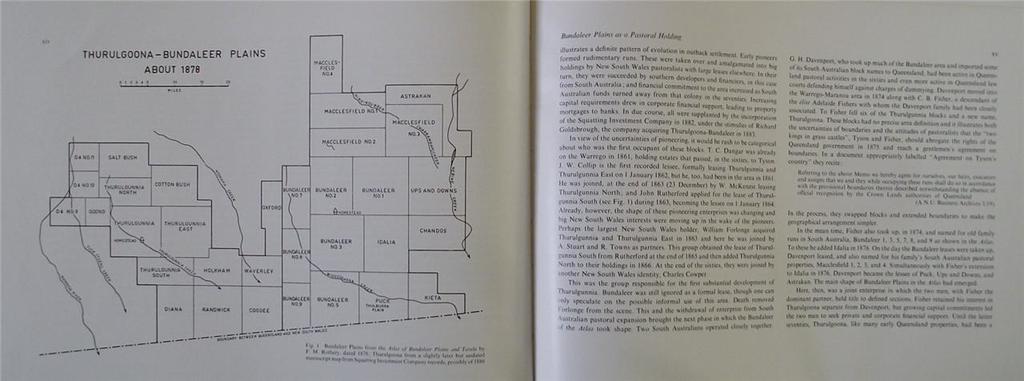 60
THURULGOONA-BUNDALEER PLAINS
ABOUT 1878
MILES
MACCLES-
FIELD
NO.4
ASTRAKAN
MACCLESFIELD NO.1
MACCLESFIELD
NO.3
MACCLESFIELD NO.2
G4 NO.11
SALT BUSH
G4 NO.10
THURULGUNNIA
NORTH
COTTON BUSH
G4 NO.9
GOONO
THURULGUNNIA
HOMESTEAD
THURULGUNNIA
EAST
OXFORD
BUNDALEER
NO.7
BUNDALEER
NO.2
BUNDALEER
NO.1
UPS AND DOWNS
HOMESTEAD
CHANDOS
BUNDALEER
NO.3
IDALIA
BUNDALEER
THURULGUNNIA
SOUTH
HOLKHAM
WAVERLEY
DIANA
RANDWICK
COOGEE
BUNDALEER
NO.9
BUNDALEER
NO.5
PUCK
PLAIN
KIETA
BOUNDARY BETWEEN QUEENSLAND AND NEW SOUTH WALES
Fig. 1 Bundaleer Plains from the Atlas of Bundaleer Plains and Tatala by
F. M. Rothery, dated 1878. Thurulgoona from a slightly later but undated
manuscript map from Squatting Investment Company records, possibly of 1880
Bundaleer Plains as a Pastoral Holding
illustrates a definite pattern of evolution in outback settlement. Early pioneers
formed rudimentary runs. These were taken over and amalgamated into big
holdings by New South Wales pastoralists with large leases elsewhere. In their
turn, they were succeeded by southern developers and financiers, in this case
from South Australia; and financial commitment to the area increased as South
Australian funds turned away from that colony in the seventies. Increasing
capital requirements drew in corporate financial support, leading to property
mortgages to banks. In due course, all were supplanted by the incorporation
of the Squatting Investment Company in 1882, under the stimulus of Richard
Goldsbrough, the company acquiring Thurulgoona-Bundaleer in 1883.
In view of the uncertainties of pioneering, it would be rash to be categorical
about who was the first occupant of these blocks. T. C. Dangar was already
on the Warrego in 1861, holding estates that passed, in the sixties, to Tyson.
J. W. Collip is the first recorded lessee, formally leasing Thurulgunnia and
Thurulgunnia East on 1 January 1862, but he, too, had been in the area in 1861.
He was joined, at the end of 1863 (23 December) by W. McKenzie leasing
Thurulgunnia North, and John Rutherford applied for the lease of Thurul-
gunnia South (see Fig. 1) during 1863, becoming the lessee on 1 January 1864.
Already, however, the shape of these pioneering enterprises was changing and
big New South Wales interests were moving up in the wake of the pioneers.
Perhaps the largest New South Wales holder, William Forlonge acquired
Thurulgunnia and Thurulgunnia East in 1863 and here he was joined by
A. Stuart and R. Towns as partners. This group obtained the lease of Thurul-
gunnia South from Rutherford at the end of 1865 and then added Thurulgunnia
North to their holdings in 1866. At the end of the sixties, they were joined by
another New South Wales identity, Charles Cowper.
This was the group responsible for the first substantial development of
Thurulgunnia. Bundaleer was still ignored as a formal lease, though one can
only speculate on the possible informal use of this area. Death removed
Forlonge from the scene. This and the withdrawal of enterprise from South
Australian pastoral expansion brought the next phase in which the Bundaleer
of the Atlas took shape. Two South Australians operated closely together.
G. H. Davenport, who took up much of the Bundaleer area and imported some
of its South Australian block names to Queensland, had been active in Queens-
land pastoral activities in the sixties and even more active in Queensland law
courts defending himself against charges of dummying. Davenport moved into
the Warrego-Maranoa area in 1874 along with C. B. Fisher, a descendant of
the elite Adelaide Fishers with whom the Davenport family had been closely
associated. To Fisher fell six of the Thurulgunnia blocks and a new name,
Thurulgoona. These blocks had no precise area definition and it illustrates both
the uncertainties of boundaries and the attitudes of pastoralists that the "two
kings in grass castles", Tyson and Fisher, should abrogate the rights of the
Queensland government in 1875 and reach a gentlemen's agreement on
boundaries. In a document appropriately labelled "Agreement on Tyson's
country" they recite:
Referring to the above Memo we hereby agree for ourselves, our heirs, executors
and assigns that we and they while occupying these runs shall do so in accordance
with the provisional boundaries therein described notwithstanding the absence of
official recognition by the Crown Lands authorities of Queensland
In the process, they swapped blocks and extended boundaries to make the
geographical arrangement simpler.
In the mean time, Fisher also took up, in 1874, and named for old family
runs in South Australia, Bundaleer 1, 3, 5, 7, 8, and 9 as shown in the Atlas.
To these he added Idalia in 1876. On the day the Bundaleer leases were taken up,
Davenport leased, and also named for his family's South Australian pastoral
properties, Macclesfield 1, 2, 3, and 4. Simultaneously with Fisher's extension
to Idalia in 1876, Davenport became the lessee of Puck, Ups and Downs, and
Astrakan. The main shape of Bundaleer Plains of the Atlas had emerged.
Here, then, was a joint enterprise in which the two men, with Fisher the
dominant partner, held title to defined sections. Fisher retained his interest in
Thurulgoona separate from Davenport, but growing capital commitments led
the two men to seek private and corporate financial support. Until the later
seventies, Thurulgoona, like many early Queensland properties, had been a